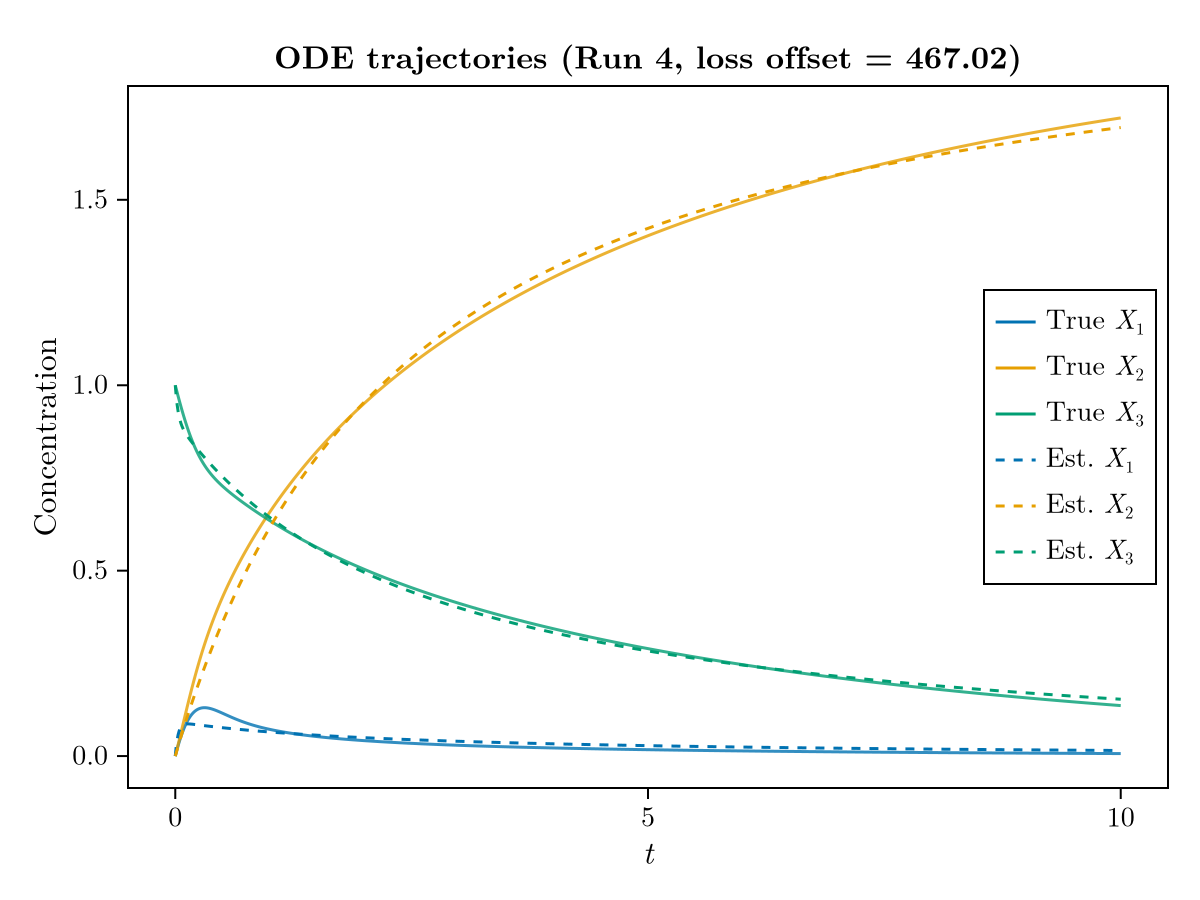 ODE trajectories (Run 4, loss offset = 467.02)
Concentration
1.5
1.0
0.5
0.0
0
5
10
t
True X₁
True X₂
True X₃
Est. X₁
Est. X₂
Est. X₃